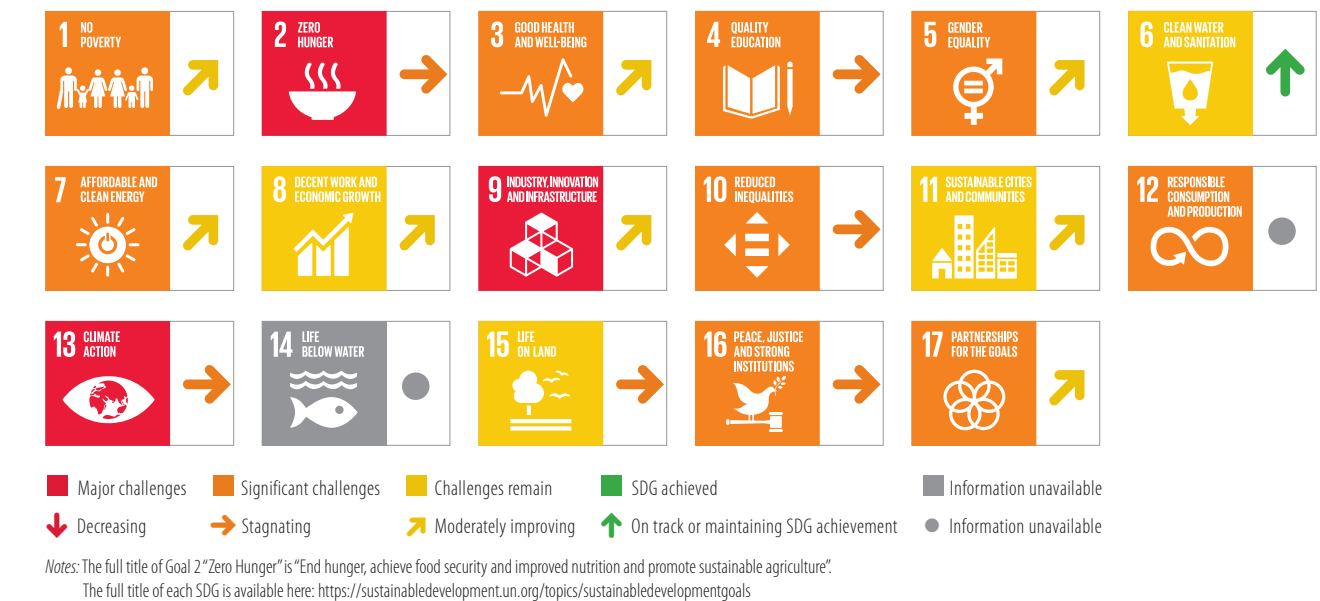 1 NO
POVERTY
2 ZERO
HUNGER
3 GOOD HEALTH
AND WELL-BEING
4 QUALITY
EDUCATION
5 GENDER
EQUALITY
6 CLEAN WATER
AND SANITATION
7 AFFORDABLE AND
CLEAN ENERGY
8 DECENT WORK AND
ECONOMIC GROWTH
9 INDUSTRY, INNOVATION
AND INFRASTRUCTURE
10 REDUCED
INEQUALITIES
11 SUSTAINABLE CITIES
AND COMMUNITIES
12 RESPONSIBLE
CONSUMPTION
AND PRODUCTION
13 CLIMATE
ACTION
14 LIFE
BELOW WATER
15 LIFE
ON LAND
16 PEACE, JUSTICE
AND STRONG
INSTITUTIONS
17 PARTNERSHIPS
FOR THE GOALS
Major challenges Significant challenges Challenges remain SDG achieved Information unavailable
Decreasing Stagnating Moderately improving On track or maintaining SDG achievement Information unavailable
Notes: The full title of Goal 2 “Zero Hunger” is “End hunger, achieve food security and improved nutrition and promote sustainable agriculture”.
The full title of each SDG is available here: https://sustainabledevelopment.un.org/topics/sustainabledevelopmentgoals